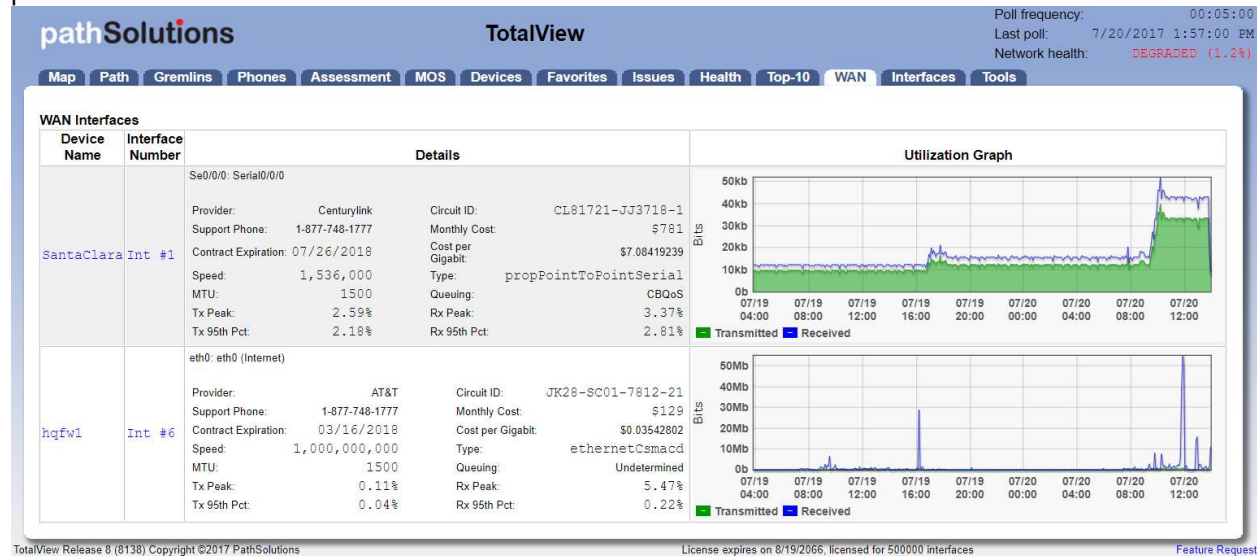 pathSolutions
TotalView
Poll frequency: 00:05:00
Last poll: 7/20/2017 1:57:00 PM
Network health: DEGRADED (1.2%)
Map Path Gremlins Phones Assessment MOS Devices Favorites Issues Health Top-10 WAN Interfaces Tools
WAN Interfaces
Device Name Interface Number Details Utilization Graph
Se0/0/0: Serial0/0/0
Provider: Centurylink Circuit ID: CL81721-JJ3718-1
Support Phone: 1-877-748-1777 Monthly Cost: $781
Contract Expiration: 07/26/2018 Cost per Gigabit: $7.08419239
SantaClara Int #1
Speed: 1,536,000 Type: propPointToPointSerial
MTU: 1500 Queuing: CBQoS
Tx Peak: 2.59% Rx Peak: 3.37%
Tx 95th Pct: 2.18% Rx 95th Pct: 2.81%
50kb
40kb
30kb
20kb
10kb
0b
Bits
07/19 07/19 07/19 07/19 07/19 07/20 07/20 07/20 07/20
04:00 08:00 12:00 16:00 20:00 00:00 04:00 08:00 12:00
Transmitted Received
eth0: eth0 (Internet)
Provider: AT&T Circuit ID: JK28-SC01-7812-21
Support Phone: 1-877-748-1777 Monthly Cost: $129
hqfw1 Int #6
Contract Expiration: 03/16/2018 Cost per Gigabit: $0.03542802
Speed: 1,000,000,000 Type: ethernetCsmacd
MTU: 1500 Queuing: Undetermined
Tx Peak: 0.11% Rx Peak: 5.47%
Tx 95th Pct: 0.04% Rx 95th Pct: 0.22%
50Mb
40Mb
30Mb
20Mb
10Mb
0b
Bits
07/19 07/19 07/19 07/19 07/19 07/20 07/20 07/20 07/20
04:00 08:00 12:00 16:00 20:00 00:00 04:00 08:00 12:00
Transmitted Received
TotalView Release 8 (8138) Copyright ©2017 PathSolutions License expires on 8/19/2066, licensed for 500000 interfaces Feature Request